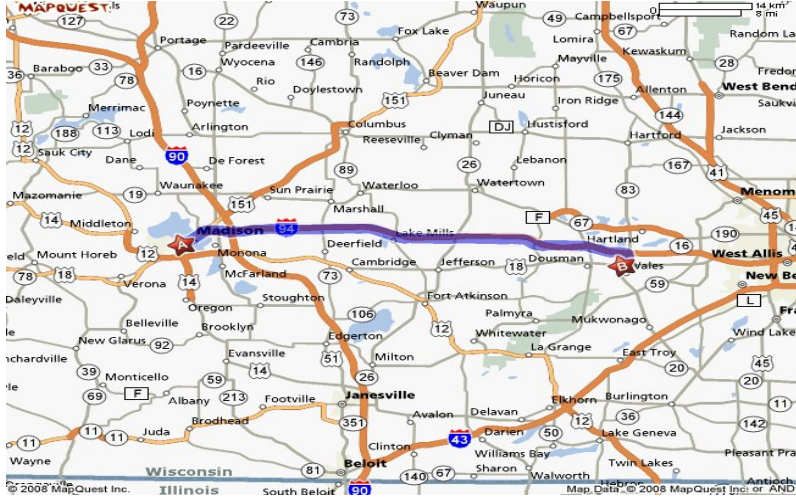 MAPQUEST
127
22
73
Waupun
49
Campbellsport
14 km
8 mi
0
67
Lomira
Random La
Portage
Cambria
Fox Lake
Kewaskum
Pardeeville
Wyocena
146
Randolph
Mayville
28
Baraboo
33
36
78
16
Rio
Beaver Dam
Horicon
175
Allenton
West Bend
Doylestown
151
Juneau
Iron Ridge
Merrimac
Poynette
144
Saukvi
12
188
113
Lodi
Arlington
Columbus
DJ
Hustisford
Hartford
Jackson
12
Reeseville
Clyman
Sauk City
90
Dane
De Forest
26
Lebanon
167
41
89
Waunakee
Sun Prairie
Waterloo
Watertown
83
Menom
Mazomanie
19
151
Marshall
F
67
45
14
Middleton
A
Madison
94
Lake Mills
Hartland
16
190
12
Monona
Deerfield
West Allis
18
Mount Horeb
Cambridge
Jefferson
18
Dousman
B
Wales
New Be
McFarland
73
59
Verona
14
L
Daleyville
Stoughton
Fort Atkinson
Oregon
Palmyra
Mukwonago
Belleville
Brooklyn
106
12
Whitewater
Wind Lake
New Glarus
92
Edgerton
La Grange
East Troy
Evansville
51
Milton
45
39
Monticello
14
20
59
26
20
69
F
Albany
213
Footville
Janesville
Elkhorn
Burlington
11
351
Avalon
Delavan
36
11
11
Juda
Brodhead
43
Darien
50
12
142
Wayne
Clinton
Williams Bay
Lake Geneva
Pleasant Pra
Wisconsin
81
Beloit
Sharon
Twin Lakes
Illinois
140
67
Walworth
© 2008 MapQuest Inc.
South Beloit
90
Hebron
Map Data © 2008 MapQuest Inc. or AND